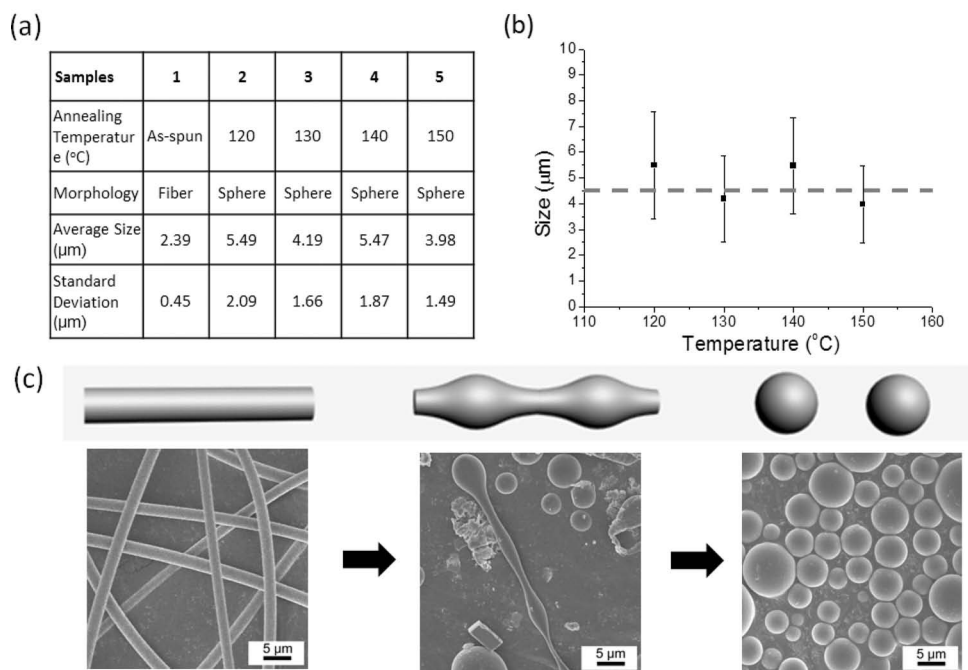 (a)
Samples 1 2 3 4 5
Annealing
Temperatur
e (°C)
As-spun 120 130 140 150
Morphology Fiber Sphere Sphere Sphere Sphere
Average Size
(μm)
2.39 5.49 4.19 5.47 3.98
Standard
Deviation
(μm)
0.45 2.09 1.66 1.87 1.49
(b)
10
9
8
7
6
5
4
3
2
1
0
Size (μm)
110 120 130 140 150 160
Temperature (°C)
(c)
5 μm
5 μm
5 μm